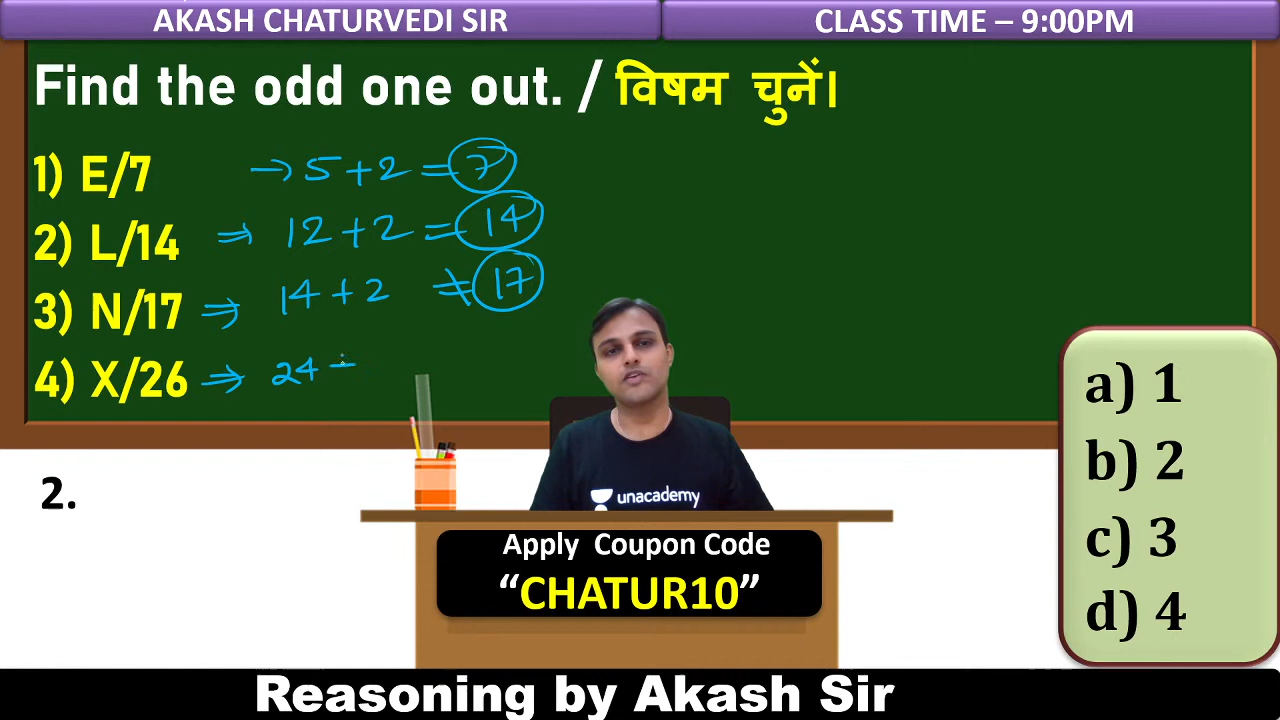 AKASH CHATURVEDI SIR
CLASS TIME – 9:00PM
Find the odd one out. / विषम चुनें।
1) E/7 → 5 + 2 = 7
2) L/14 ⇒ 12 + 2 = 14
3) N/17 ⇒ 14 + 2 ≠ 17
4) X/26 ⇒ 24 +
a) 1
b) 2
c) 3
d) 4
2.
unacademy
Apply Coupon Code
“CHATUR10”
Reasoning by Akash Sir